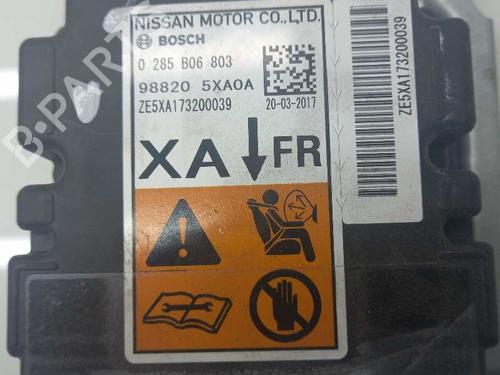 NISSAN MOTOR CO.,LTD.
BOSCH
0 285 B06 803
98820 5XA0A
ZE5XA173200039
20-03-2017
XA FR
ZE5XA173200039
B-PARTS